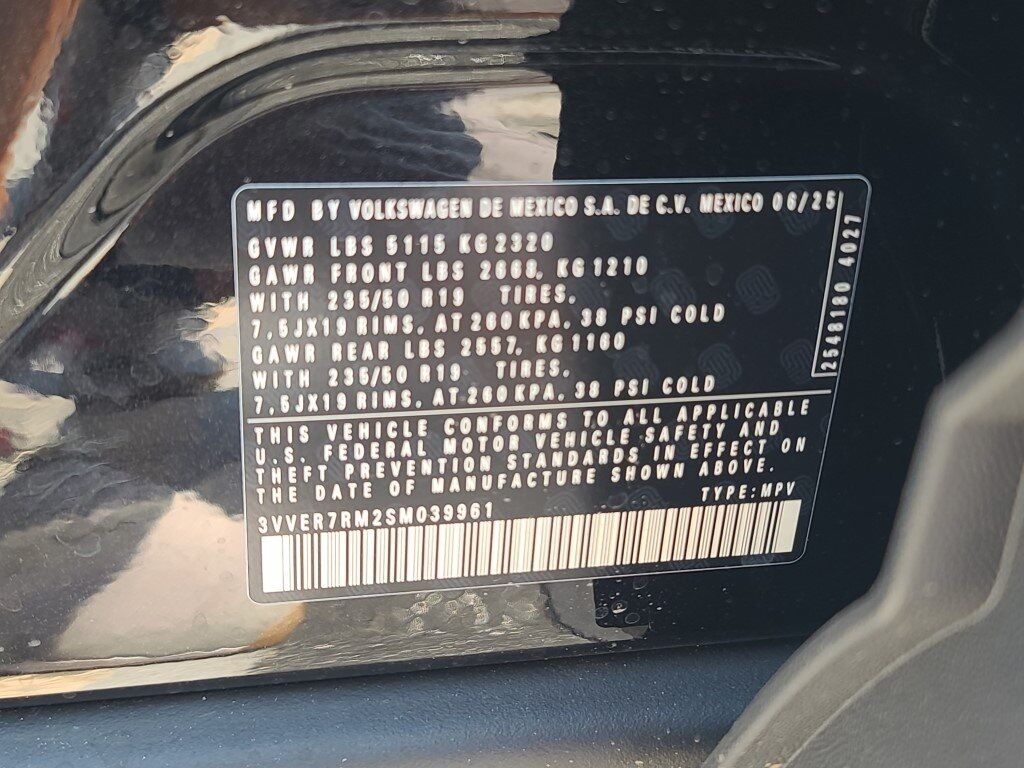 MFD BY VOLKSWAGEN DE MEXICO S.A. DE C.V. MEXICO 06/25
GVWR LBS 5115 KG 2320
GAWR FRONT LBS 2668, KG 1210
WITH 235/50 R19 TIRES,
7,5JX19 RIMS, AT 260 KPA, 38 PSI COLD
GAWR REAR LBS 2557, KG 1160
WITH 235/50 R19 TIRES,
7,5JX19 RIMS, AT 260 KPA, 38 PSI COLD
2548180 4027
THIS VEHICLE CONFORMS TO ALL APPLICABLE
U.S. FEDERAL MOTOR VEHICLE SAFETY AND
THEFT PREVENTION STANDARDS IN EFFECT ON
THE DATE OF MANUFACTURE SHOWN ABOVE.
3VVER7RM2SM039961 TYPE: MPV